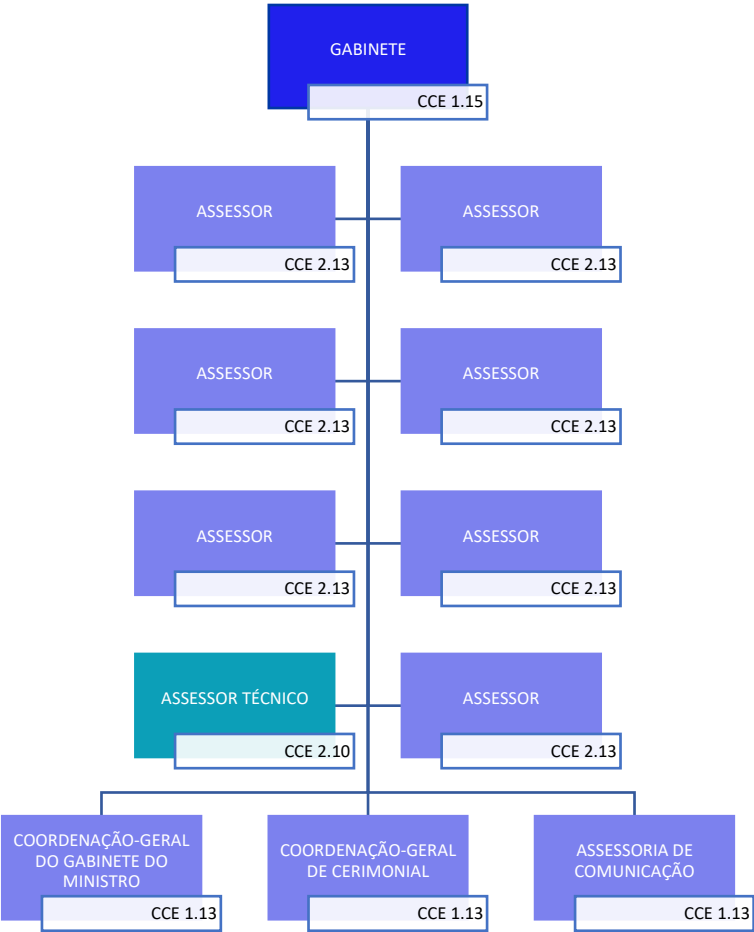 GABINETE
CCE 1.15
ASSESSOR
CCE 2.13
ASSESSOR
CCE 2.13
ASSESSOR
CCE 2.13
ASSESSOR
CCE 2.13
ASSESSOR
CCE 2.13
ASSESSOR
CCE 2.13
ASSESSOR TÉCNICO
CCE 2.10
ASSESSOR
CCE 2.13
COORDENAÇÃO-GERAL
DO GABINETE DO
MINISTRO
CCE 1.13
COORDENAÇÃO-GERAL
DE CERIMONIAL
CCE 1.13
ASSESSORIA DE
COMUNICAÇÃO
CCE 1.13